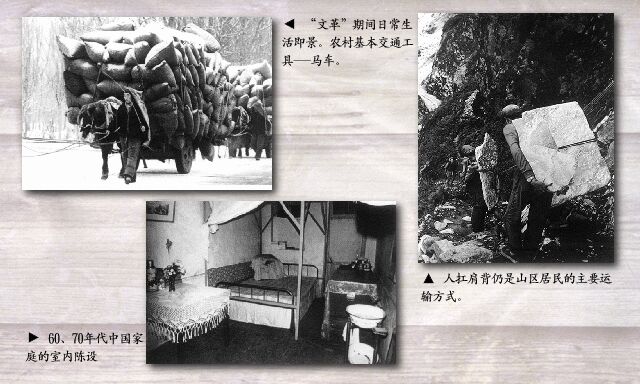 ◀ “文革”期间日常生
活即景。农村基本交通工
具——马车。
▲ 人扛肩背仍是山区居民的主要运
输方式。
▶ 60、70年代中国家
庭的室内陈设